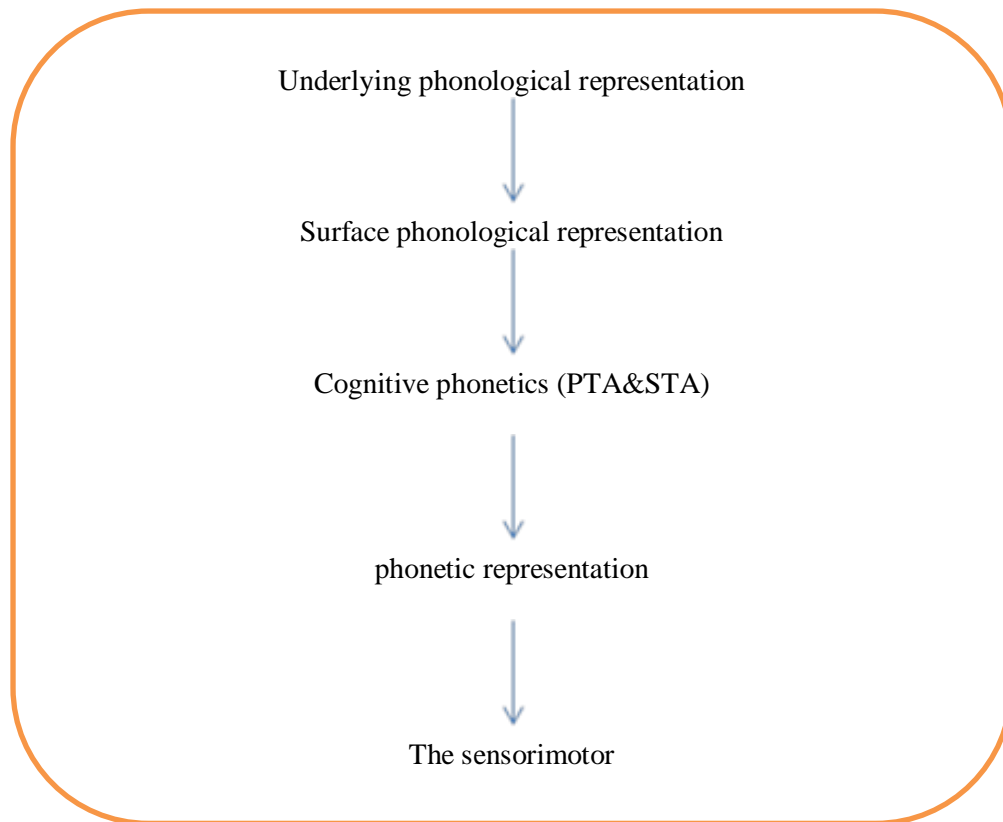 Underlying phonological representation
Surface phonological representation
Cognitive phonetics (PTA&STA)
phonetic representation
The sensorimotor